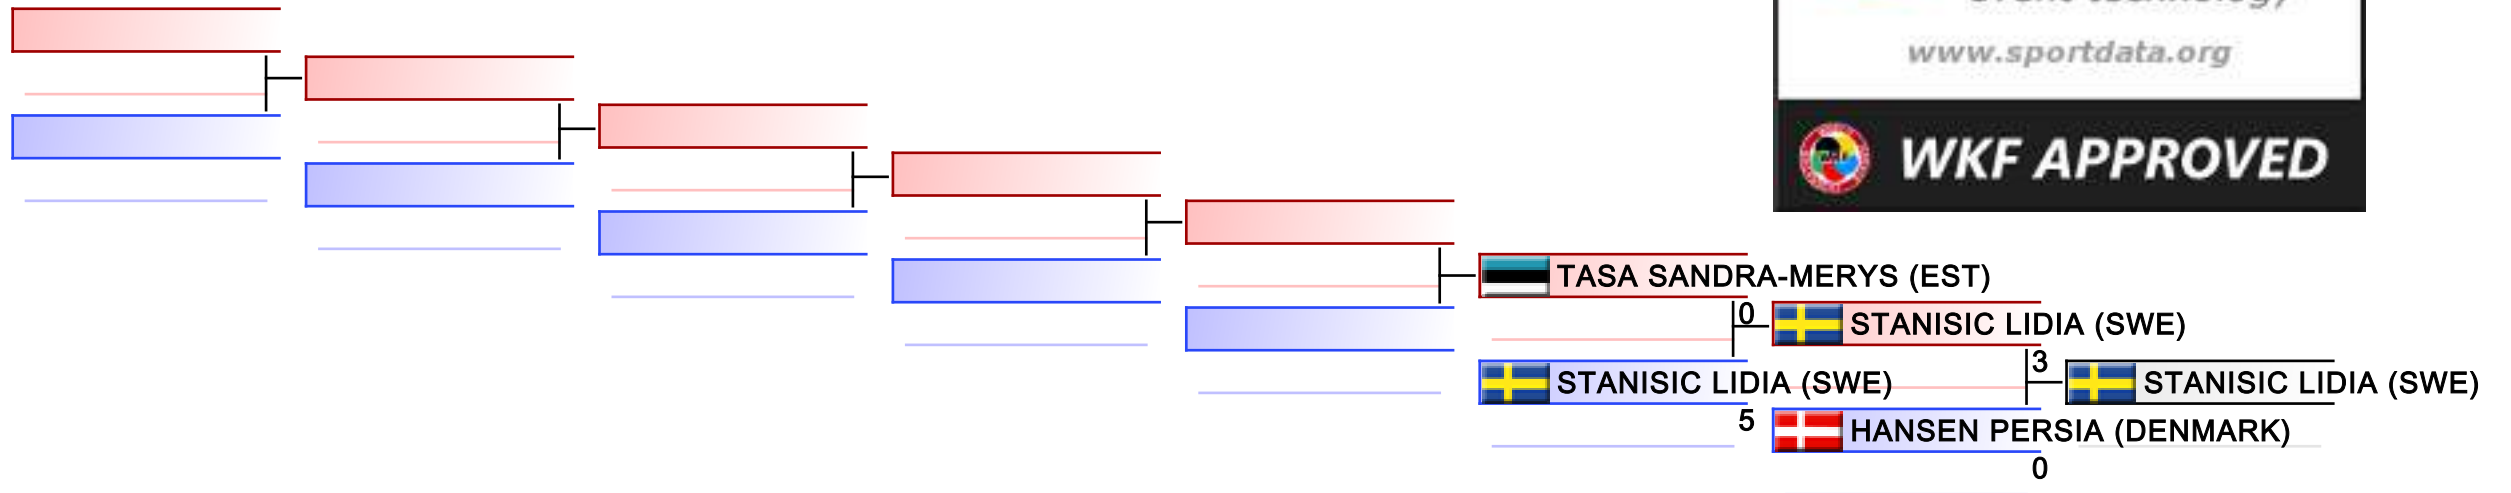 www.sportdata.org
WKF APPROVED
TASA SANDRA-MERYS (EST)
0
STANISIC LIDIA (SWE)
3
STANISIC LIDIA (SWE)
5
STANISIC LIDIA (SWE)
HANSEN PERSIA (DENMARK)
0